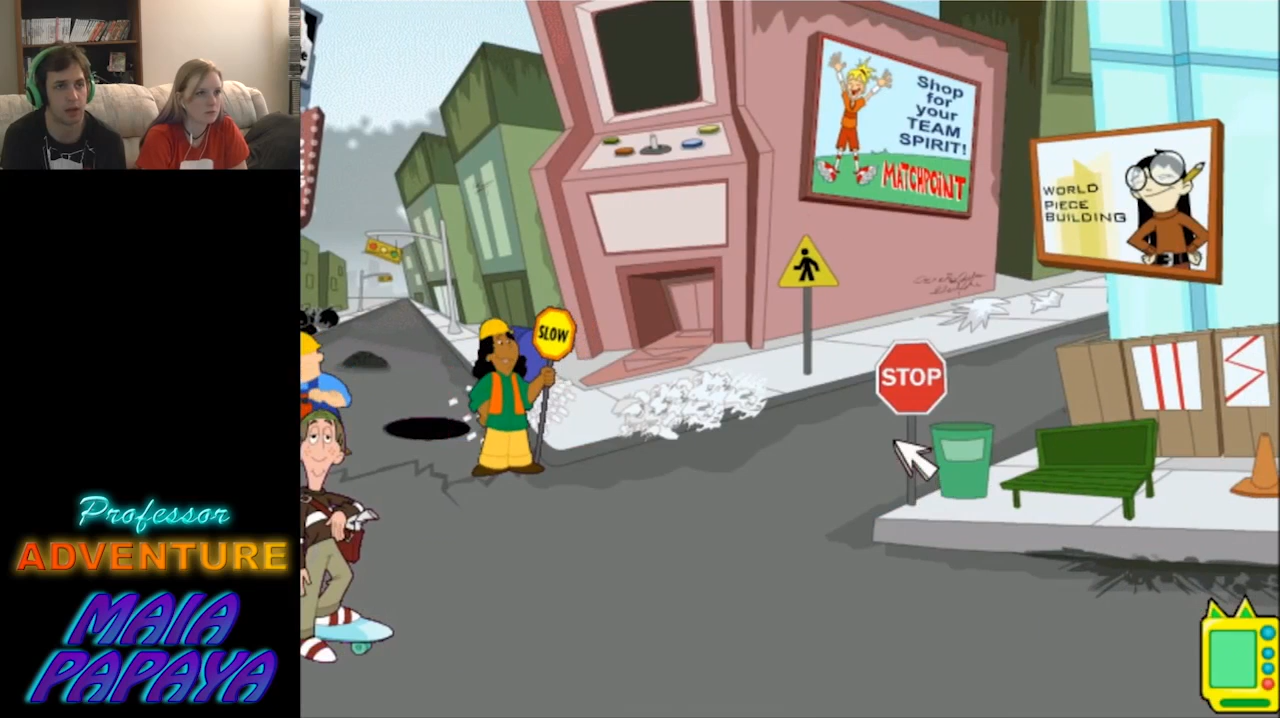 Shop
for
your
TEAM
SPIRIT!
MATCHPOINT
WORLD
PIECE
BUILDING
SLOW
STOP
Professor
ADVENTURE
MAIA
PAPAYA